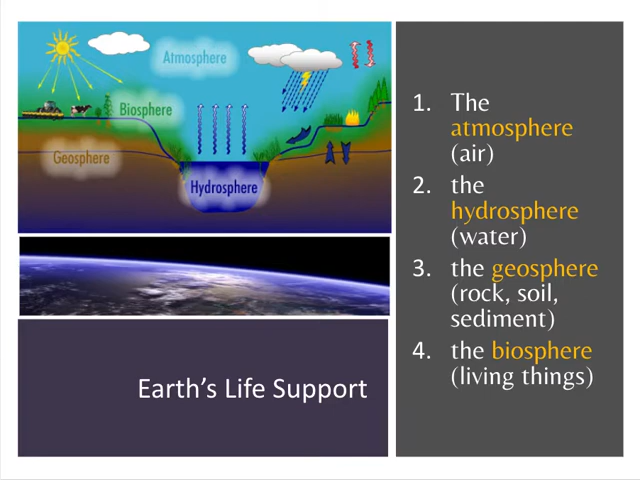 Atmosphere
Biosphere
Geosphere
Hydrosphere
Earth's Life Support
1. The
atmosphere
(air)
2. the
hydrosphere
(water)
3. the geosphere
(rock, soil,
sediment)
4. the biosphere
(living things)